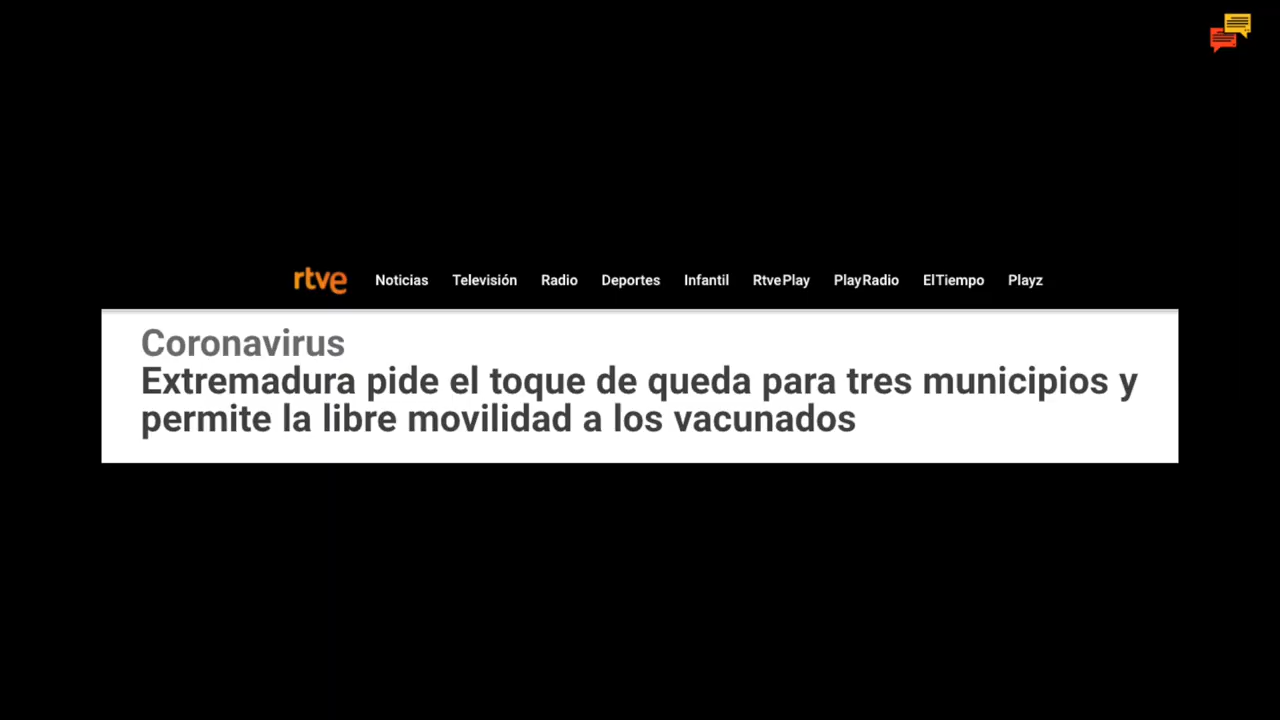 rtve Noticias Televisión Radio Deportes Infantil RtvePlay PlayRadio ElTiempo Playz
Coronavirus
Extremadura pide el toque de queda para tres municipios y
permite la libre movilidad a los vacunados